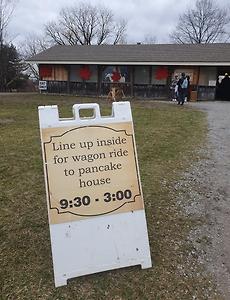 Line up inside
for wagon ride
to pancake
house
9:30 - 3:00